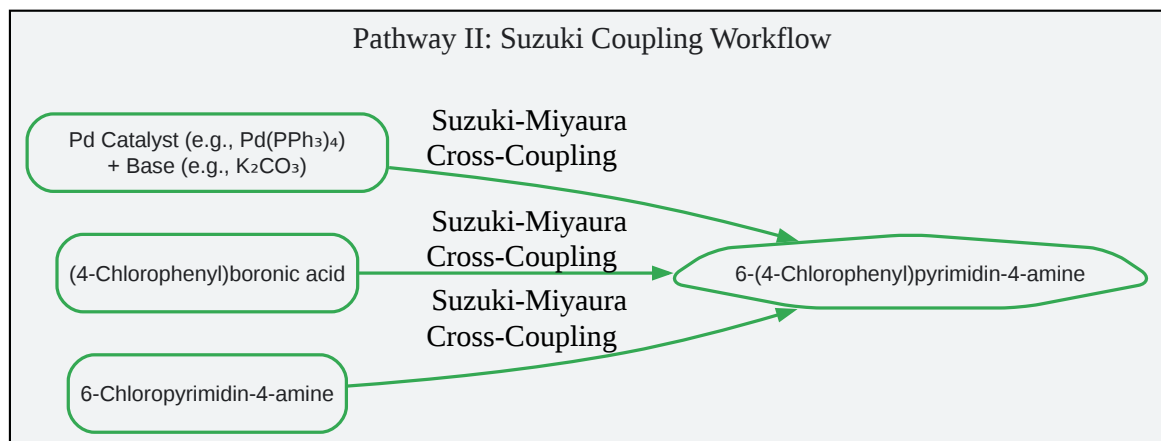 Pathway II: Suzuki Coupling Workflow
Pd Catalyst (e.g., Pd(PPh₃)₄)
+ Base (e.g., K₂CO₃)
Suzuki-Miyaura
Cross-Coupling
(4-Chlorophenyl)boronic acid
Suzuki-Miyaura
Cross-Coupling
6-(4-Chlorophenyl)pyrimidin-4-amine
Suzuki-Miyaura
Cross-Coupling
6-Chloropyrimidin-4-amine